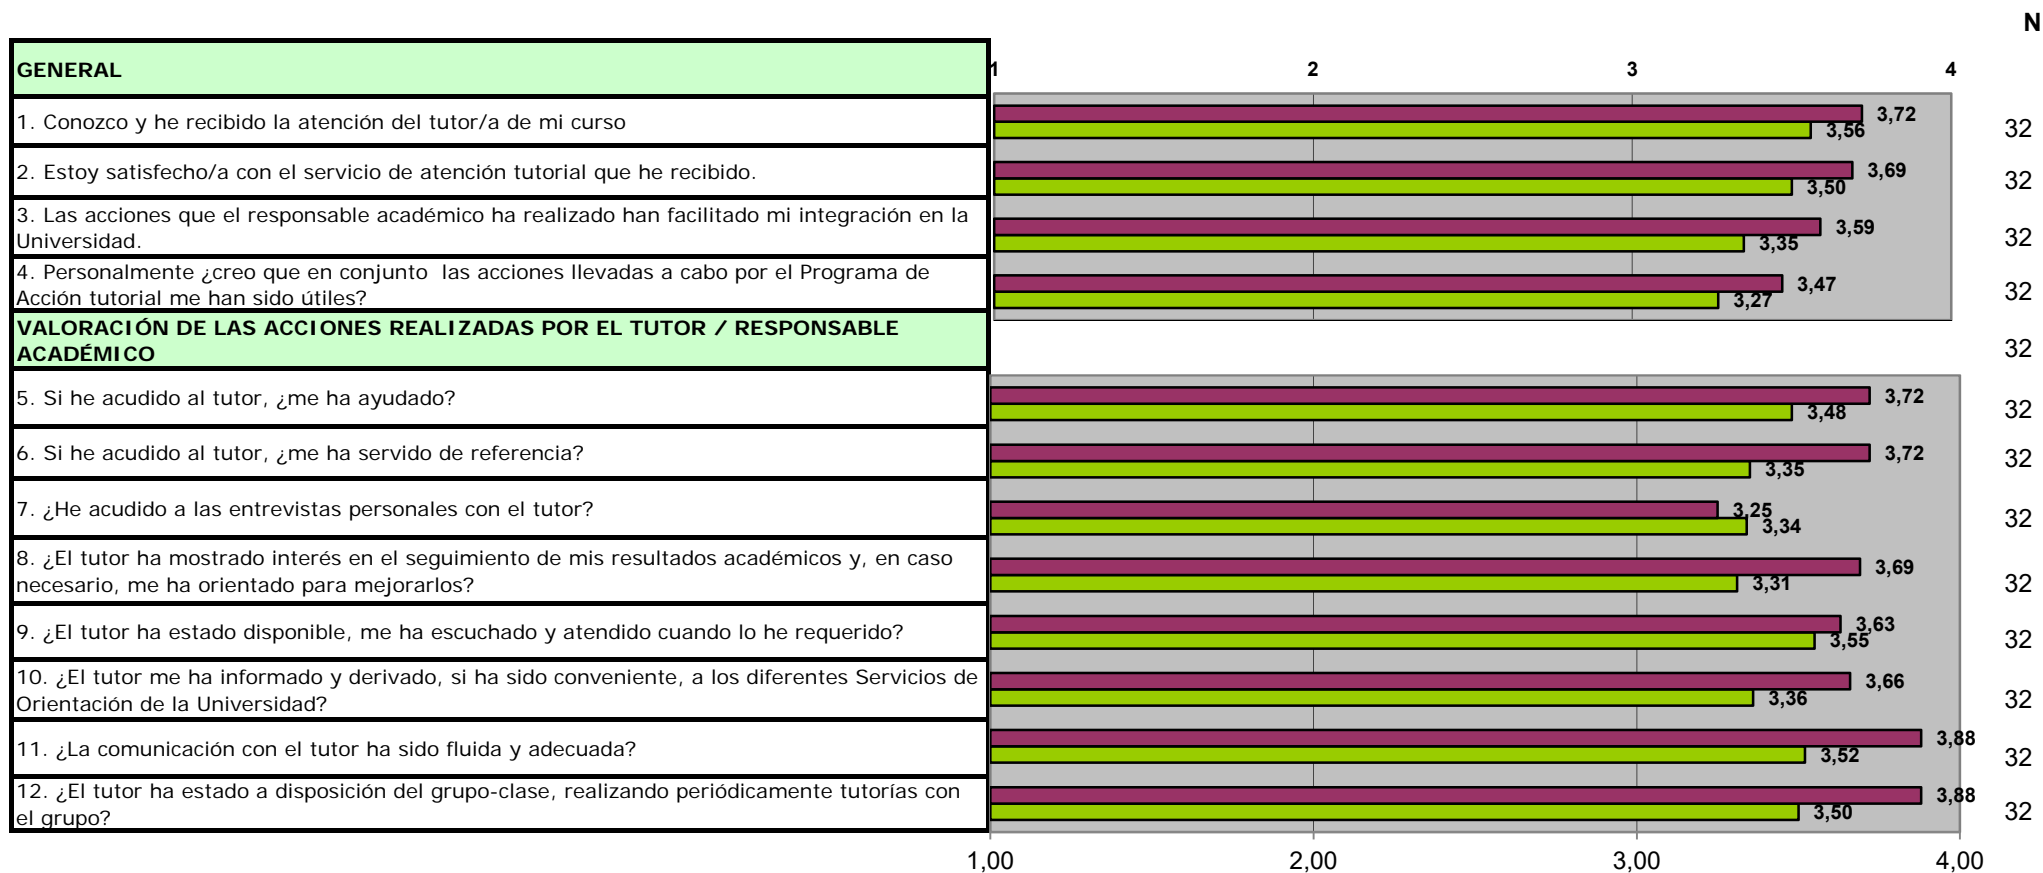 N
GENERAL
1 2 3 4
1. Conozco y he recibido la atención del tutor/a de mi curso
3,72
3,56
32
2. Estoy satisfecho/a con el servicio de atención tutorial que he recibido.
3,69
3,50
32
3. Las acciones que el responsable académico ha realizado han facilitado mi integración en la
Universidad.
3,59
3,35
32
4. Personalmente ¿creo que en conjunto las acciones llevadas a cabo por el Programa de
Acción tutorial me han sido útiles?
3,47
3,27
32
VALORACIÓN DE LAS ACCIONES REALIZADAS POR EL TUTOR / RESPONSABLE
ACADÉMICO
32
5. Si he acudido al tutor, ¿me ha ayudado?
3,72
3,48
32
6. Si he acudido al tutor, ¿me ha servido de referencia?
3,72
3,35
32
7. ¿He acudido a las entrevistas personales con el tutor?
3,25
3,34
32
8. ¿El tutor ha mostrado interés en el seguimiento de mis resultados académicos y, en caso
necesario, me ha orientado para mejorarlos?
3,69
3,31
32
9. ¿El tutor ha estado disponible, me ha escuchado y atendido cuando lo he requerido?
3,63
3,55
32
10. ¿El tutor me ha informado y derivado, si ha sido conveniente, a los diferentes Servicios de
Orientación de la Universidad?
3,66
3,36
32
11. ¿La comunicación con el tutor ha sido fluida y adecuada?
3,88
3,52
32
12. ¿El tutor ha estado a disposición del grupo-clase, realizando periódicamente tutorías con
el grupo?
3,88
3,50
32
1,00 2,00 3,00 4,00